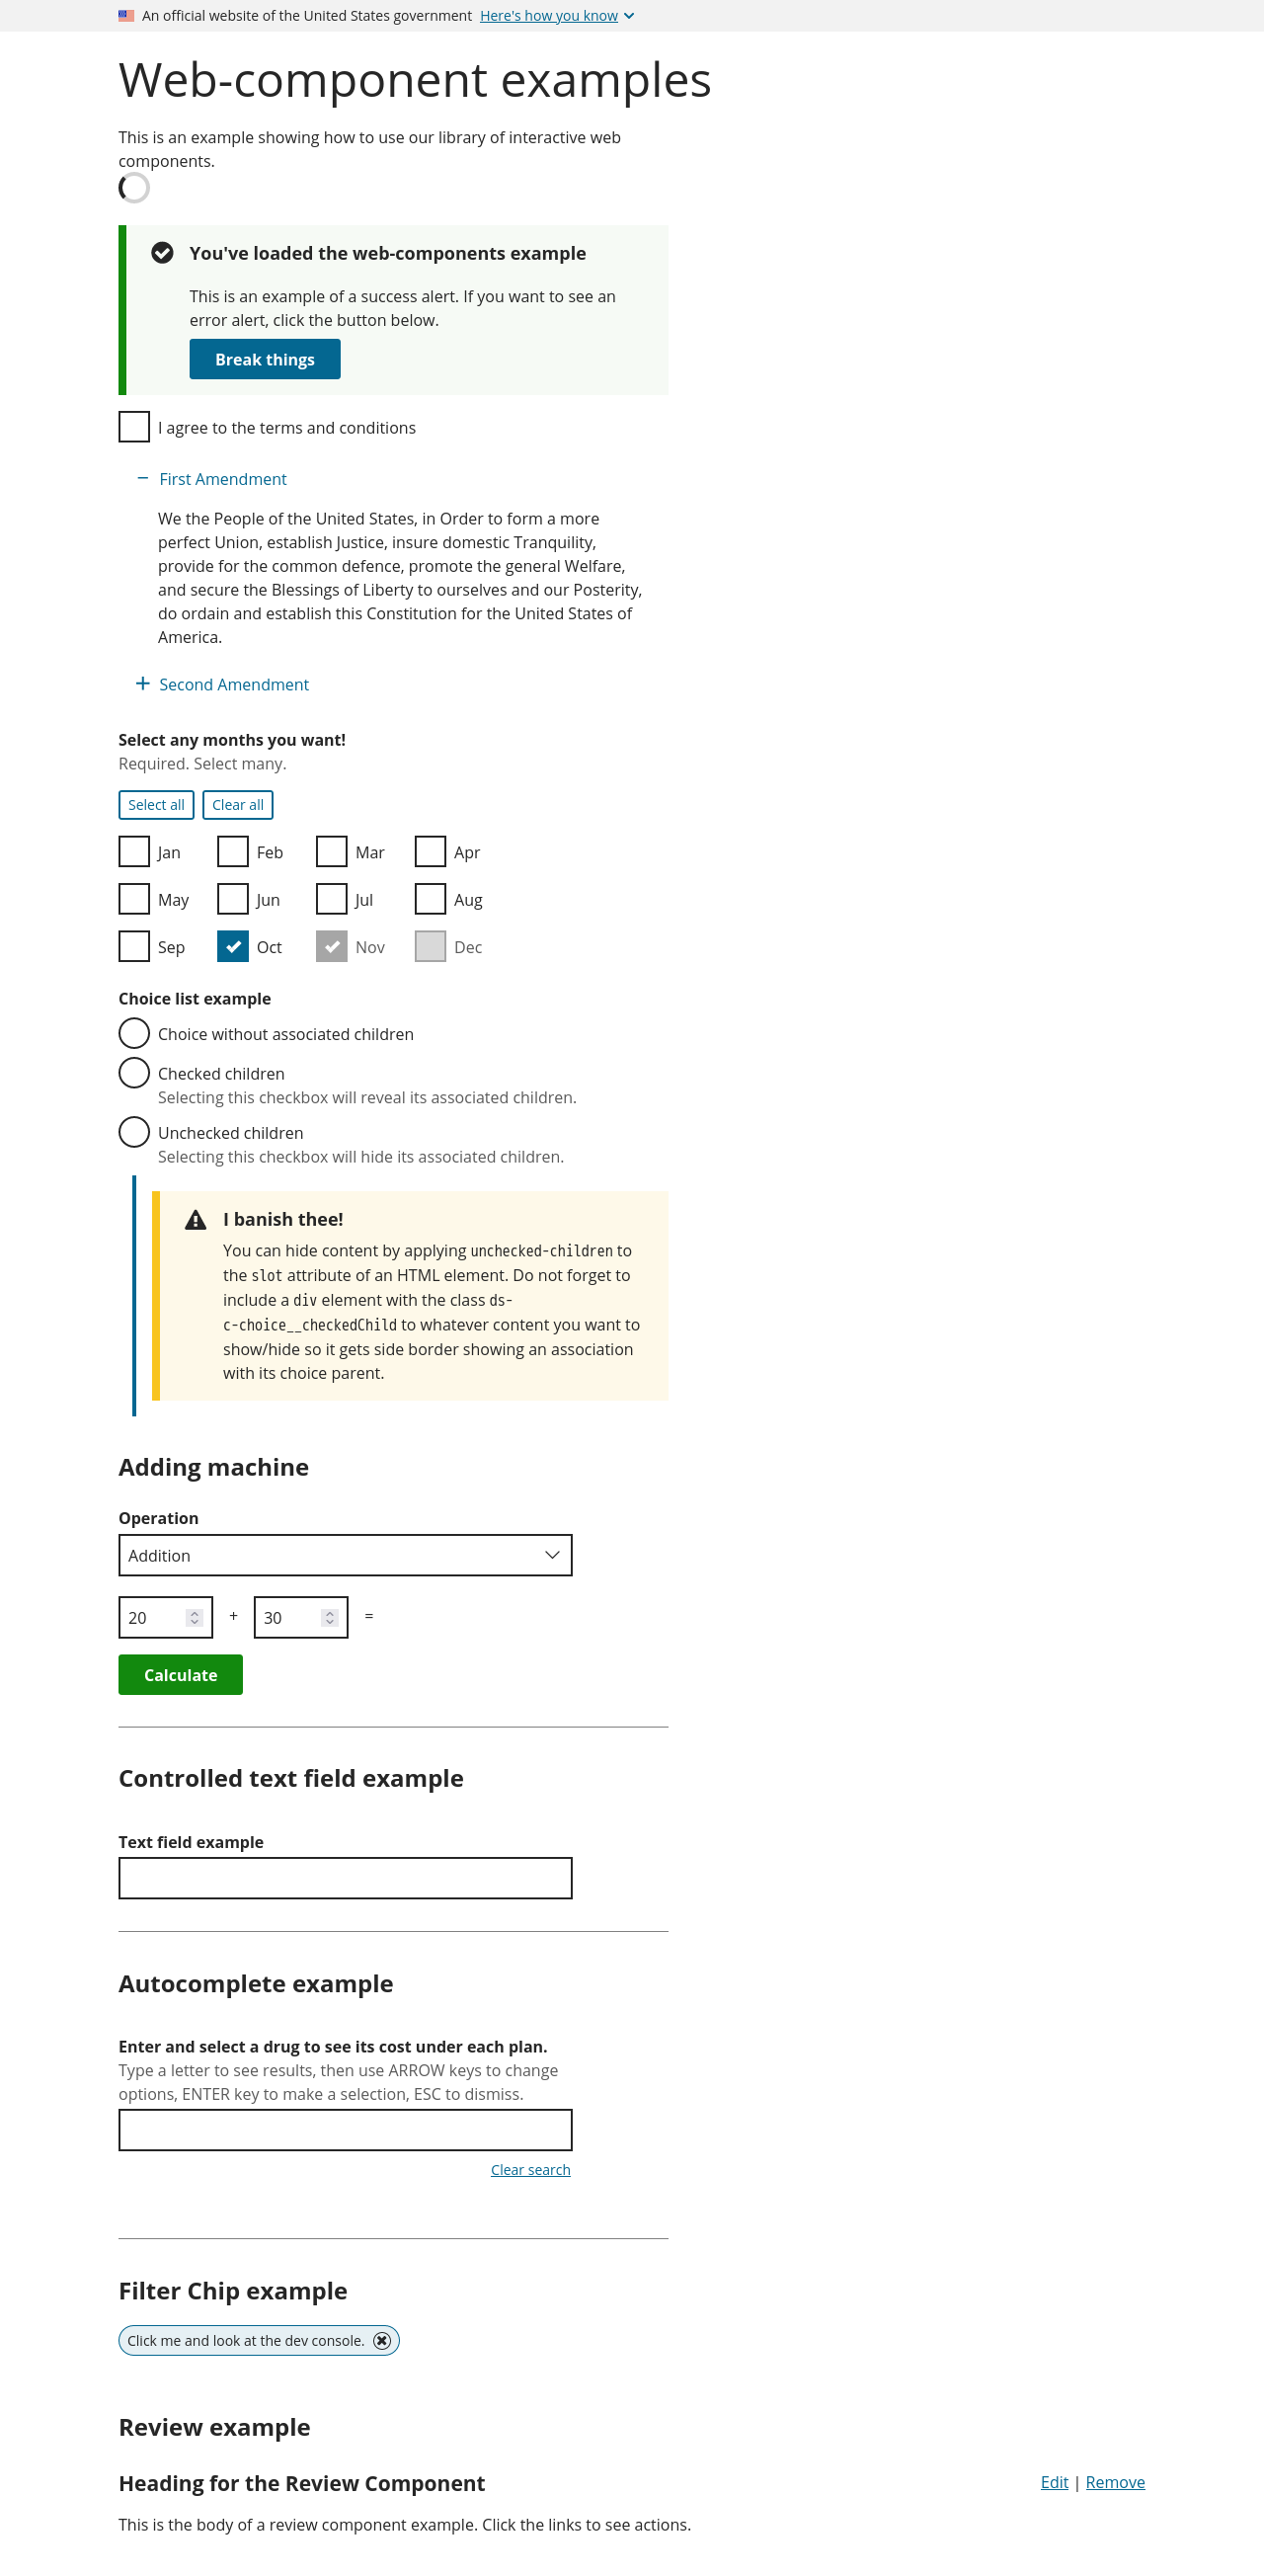 An official website of the United States government Here's how you know
Web-component examples
This is an example showing how to use our library of interactive web
components.
You've loaded the web-components example
This is an example of a success alert. If you want to see an
error alert, click the button below.
Break things
I agree to the terms and conditions
First Amendment
We the People of the United States, in Order to form a more
perfect Union, establish Justice, insure domestic Tranquility,
provide for the common defence, promote the general Welfare,
and secure the Blessings of Liberty to ourselves and our Posterity,
do ordain and establish this Constitution for the United States of
America.
Second Amendment
Select any months you want!
Required. Select many.
Select all Clear all
Jan Feb Mar Apr
May Jun Jul Aug
Sep Oct Nov Dec
Choice list example
Choice without associated children
Checked children
Selecting this checkbox will reveal its associated children.
Unchecked children
Selecting this checkbox will hide its associated children.
I banish thee!
You can hide content by applying unchecked-children to
the slot attribute of an HTML element. Do not forget to
include a div element with the class ds-
c-choice__checkedChild to whatever content you want to
show/hide so it gets side border showing an association
with its choice parent.
Adding machine
Operation
Addition
20 + 30 =
Calculate
Controlled text field example
Text field example
Autocomplete example
Enter and select a drug to see its cost under each plan.
Type a letter to see results, then use ARROW keys to change
options, ENTER key to make a selection, ESC to dismiss.
Clear search
Filter Chip example
Click me and look at the dev console.
Review example
Heading for the Review Component Edit | Remove
This is the body of a review component example. Click the links to see actions.